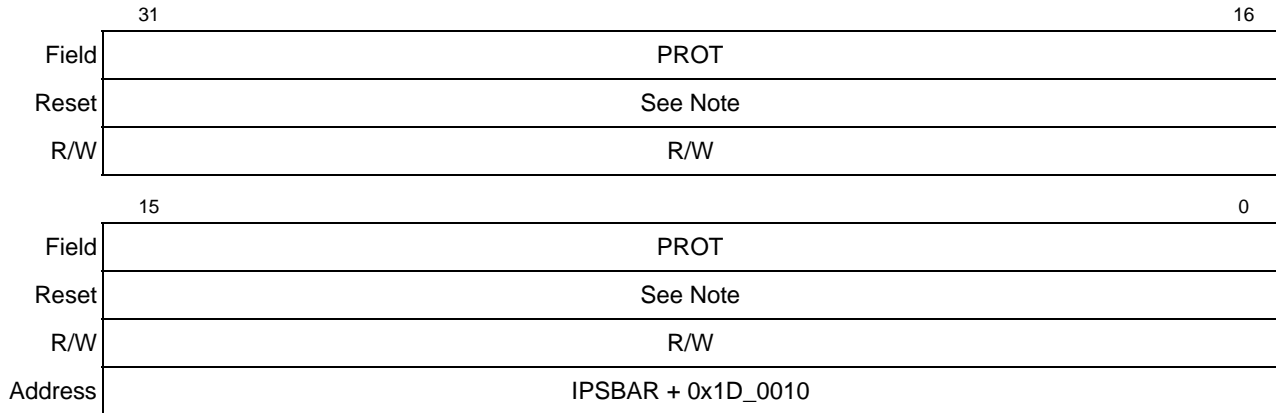 31 16
Field PROT
Reset See Note
R/W R/W
15 0
Field PROT
Reset See Note
R/W R/W
Address IPSBAR + 0x1D_0010